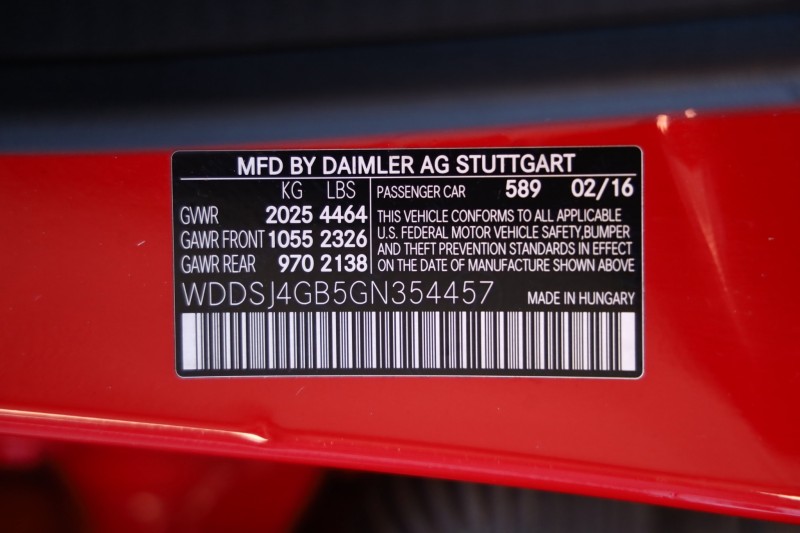 MFD BY DAIMLER AG STUTTGART
KG LBS
GVWR 2025 4464
GAWR FRONT 1055 2326
GAWR REAR 970 2138
PASSENGER CAR 589 02/16
THIS VEHICLE CONFORMS TO ALL APPLICABLE
U.S. FEDERAL MOTOR VEHICLE SAFETY,BUMPER
AND THEFT PREVENTION STANDARDS IN EFFECT
ON THE DATE OF MANUFACTURE SHOWN ABOVE
WDDSJ4GB5GN354457 MADE IN HUNGARY